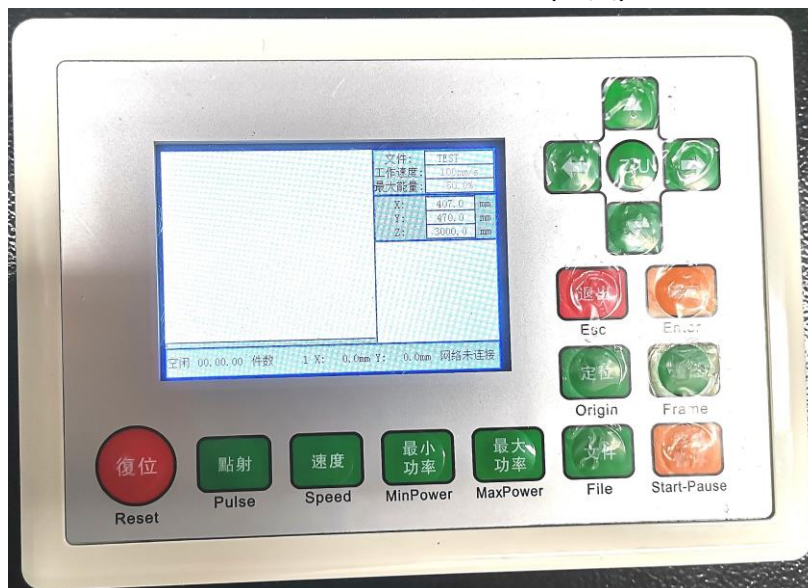 文件: TEST
工作速度: 100mm/s
最大能量: 50.0%
X: 407.0 mm
Y: 470.0 mm
Z: 3000.0 mm
空闲 00.00.00 件数 1 X: 0.0mm Y: 0.0mm 网络未连接
Z/U
退出
Esc
Enter
定位
Origin
Frame
復位
Reset
點射
Pulse
速度
Speed
最小
功率
MinPower
最大
功率
MaxPower
文件
File
Start-Pause